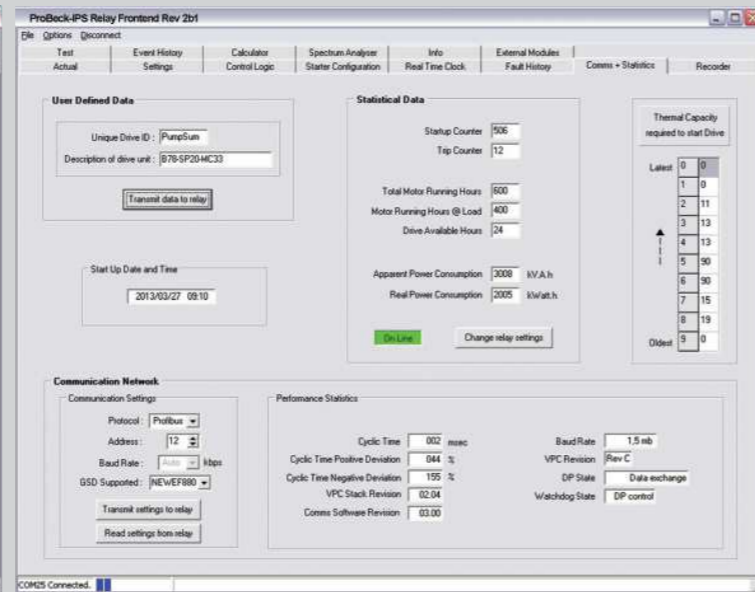 ProBeck-IPS Relay Frontend Rev 2b1
File Options Disconnect
Test Event History Calculator Spectrum Analyser Info External Modules
Actual Settings Control Logic Starter Configuration Real Time Clock Fault History Comms + Statistics Recorder
User Defined Data
Unique Drive ID : PumpSum
Description of drive unit : B78-SP20-MC33
Transmit data to relay
Start Up Date and Time
2013/03/27 09:10
Statistical Data
Startup Counter 506
Trip Counter 12
Total Motor Running Hours 600
Motor Running Hours @ Load 400
Drive Available Hours 24
Apparent Power Consumption 3008 kV.A.h
Real Power Consumption 2005 kWatt.h
On Line Change relay settings
Thermal Capacity
required to start Drive
Latest 0 0
1 0
2 11
3 13
4 13
5 90
6 90
7 15
8 19
Oldest 9 0
Communication Network
Communication Settings
Protocol : Profibus
Address : 12
Baud Rate : Auto kbps
GSD Supported : NEWEF880
Transmit settings to relay
Read settings from relay
Performance Statistics
Cyclic Time 002 msec
Cyclic Time Positive Deviation 044 %
Cyclic Time Negative Deviation 155 %
VPC Stack Revision 02.04
Comms Software Revision 03.00
Baud Rate 1,5 mb
VPC Revision Rev C
DP State Data exchange
Watchdog State DP control
COM25 Connected.